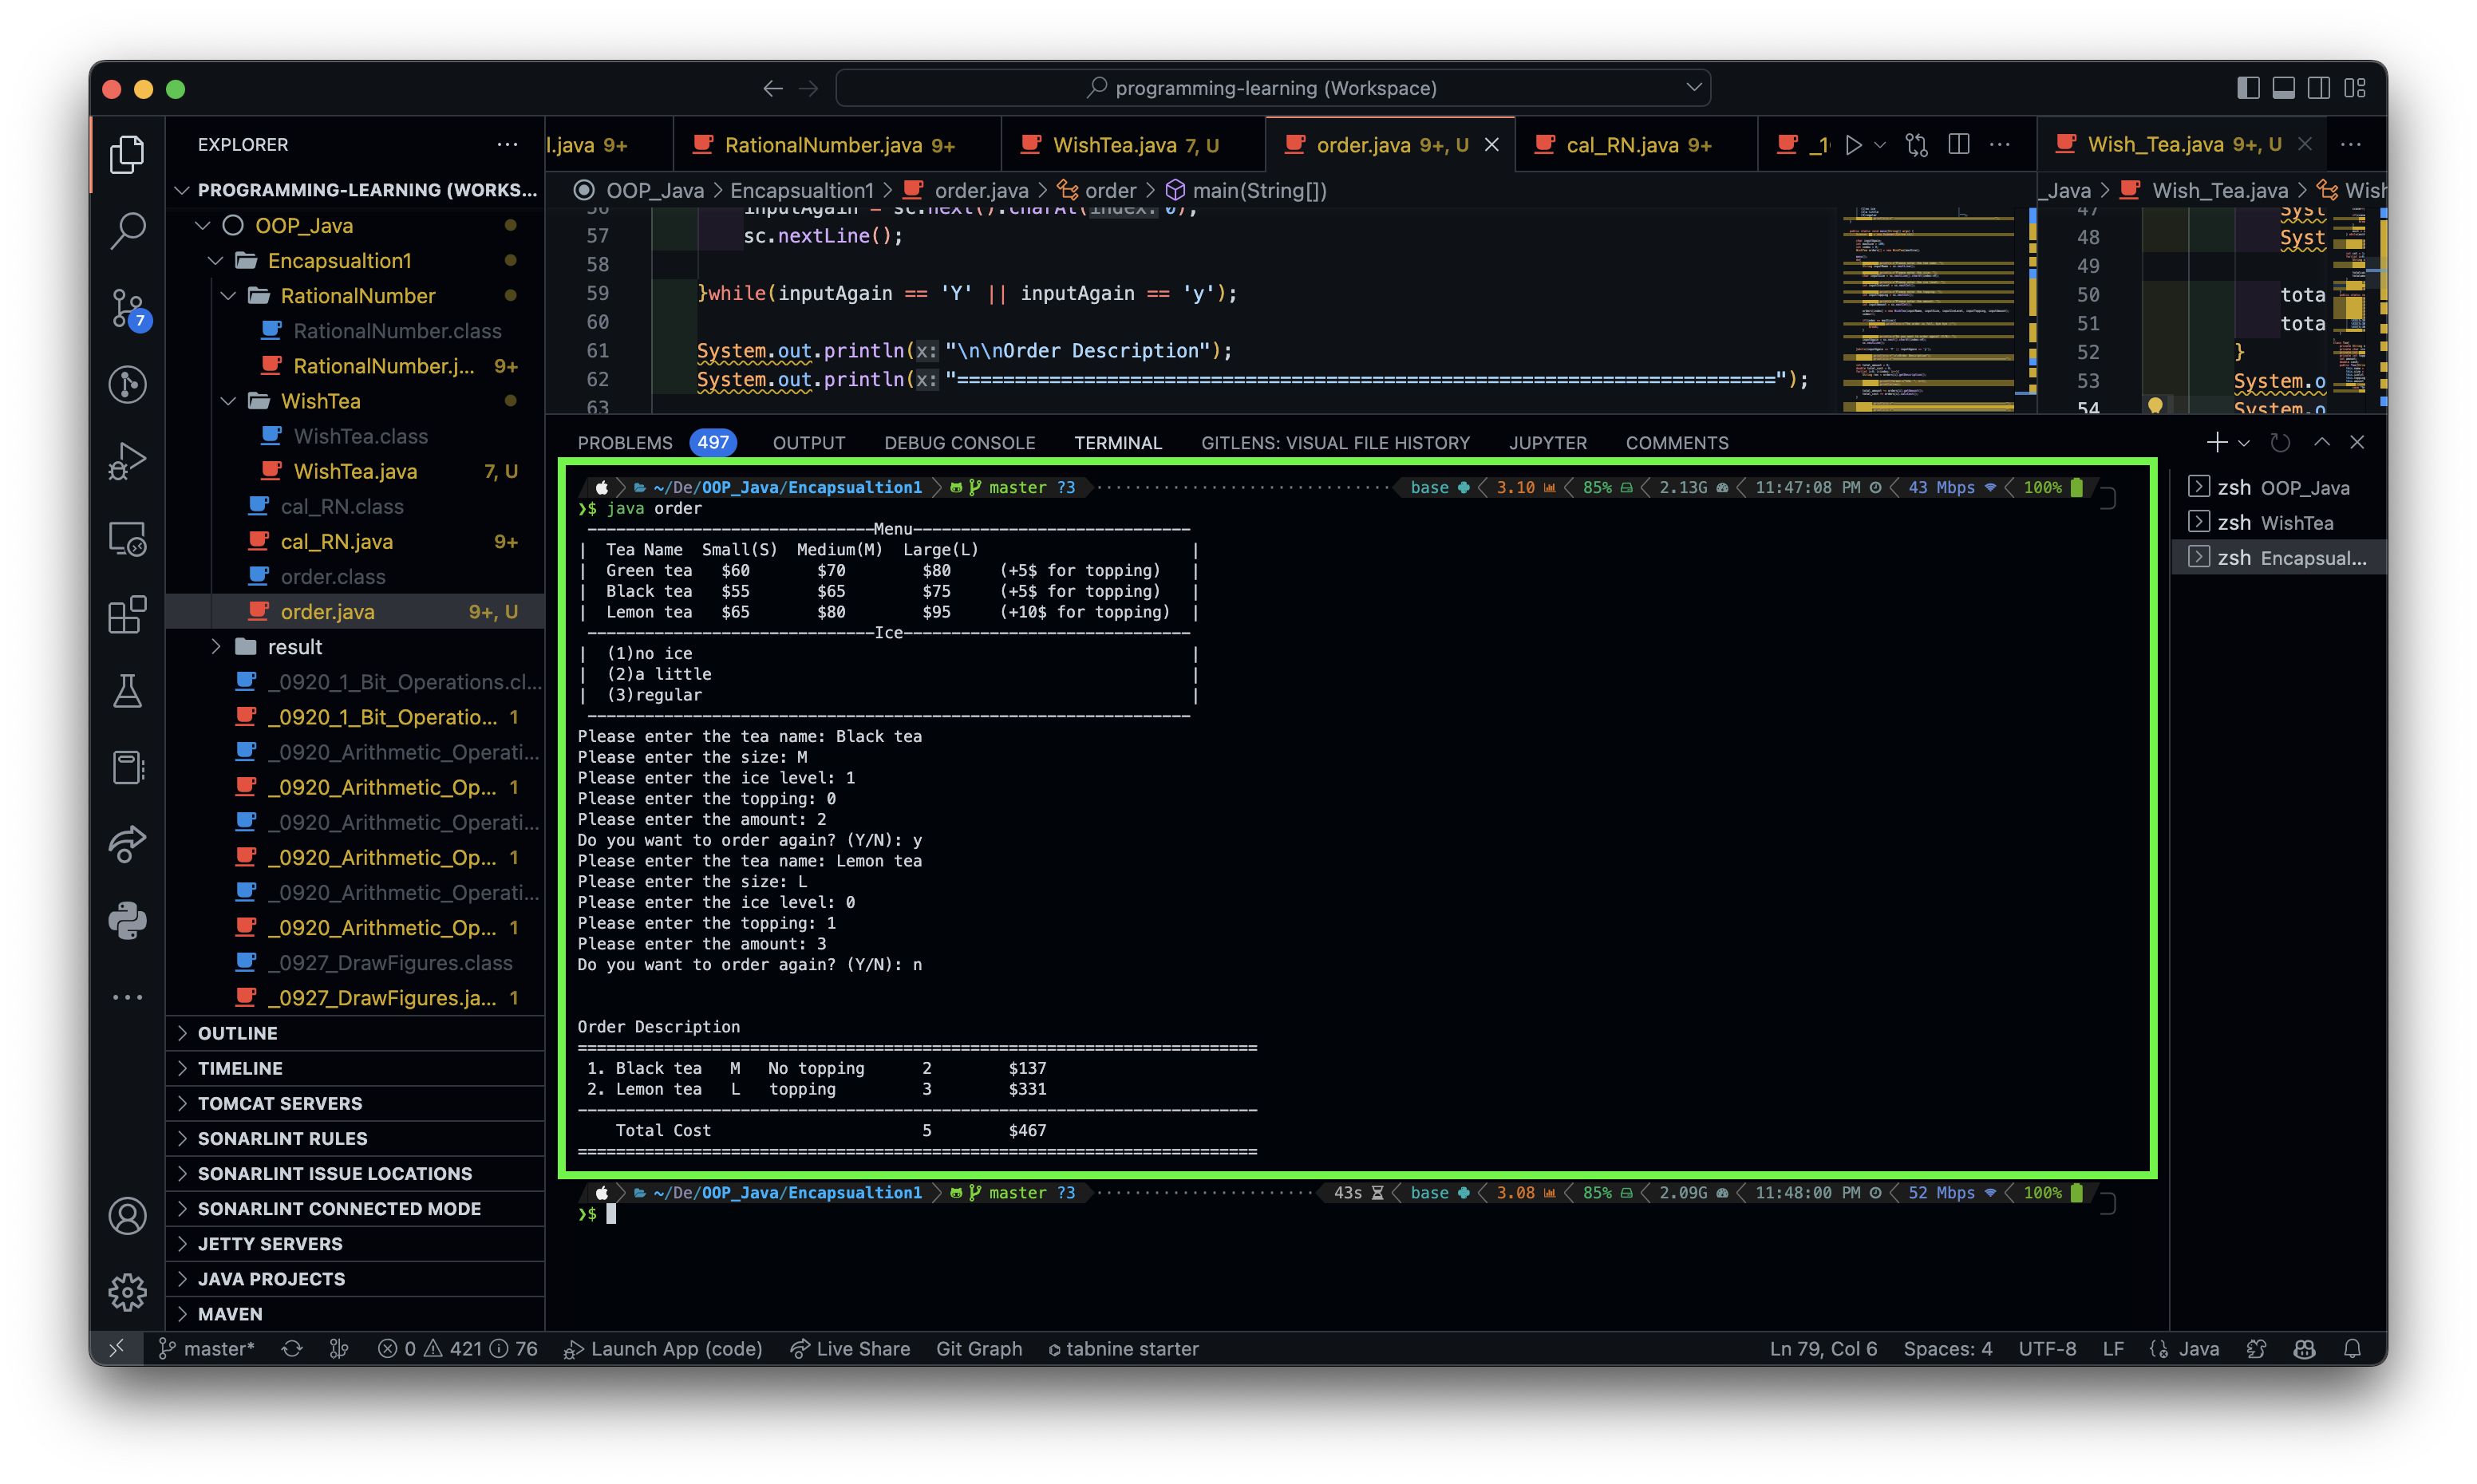 programming-learning (Workspace)
EXPLORER
PROGRAMMING-LEARNING (WORKS...
OOP_Java
Encapsualtion1
RationalNumber
RationalNumber.class
RationalNumber.j... 9+
WishTea
WishTea.class
WishTea.java 7, U
cal_RN.class
cal_RN.java 9+
order.class
order.java 9+, U
result
_0920_1_Bit_Operations.cl...
_0920_1_Bit_Operatio... 1
_0920_Arithmetic_Operati...
_0920_Arithmetic_Op... 1
_0920_Arithmetic_Operati...
_0920_Arithmetic_Op... 1
_0920_Arithmetic_Operati...
_0920_Arithmetic_Op... 1
_0927_DrawFigures.class
_0927_DrawFigures.ja... 1
OUTLINE
TIMELINE
TOMCAT SERVERS
SONARLINT RULES
SONARLINT ISSUE LOCATIONS
SONARLINT CONNECTED MODE
JETTY SERVERS
JAVA PROJECTS
MAVEN
7
l.java 9+ RationalNumber.java 9+ WishTea.java 7, U order.java 9+, U cal_RN.java 9+ Wish_Tea.java 9+, U
OOP_Java > Encapsualtion1 > order.java > order > main(String[])
_Java > Wish_Tea.java > Wish
57 sc.nextLine();
58
59 }while(inputAgain == 'Y' || inputAgain == 'y');
60
61 System.out.println(x: "\n\nOrder Description");
62 System.out.println(x: "======================================================================");
63
47 Syst
48 Syst
49
50 tota
51 tota
52 }
53 System.o
54 System.o
PROBLEMS 497 OUTPUT DEBUG CONSOLE TERMINAL GITLENS: VISUAL FILE HISTORY JUPYTER COMMENTS
~/De/OOP_Java/Encapsualtion1 master ?3 base 3.10 85% 2.13G 11:47:08 PM 43 Mbps 100%
❯$ java order
------------------------------Menu-----------------------------
| Tea Name Small(S) Medium(M) Large(L) |
| Green tea $60 $70 $80 (+5$ for topping) |
| Black tea $55 $65 $75 (+5$ for topping) |
| Lemon tea $65 $80 $95 (+10$ for topping) |
------------------------------Ice------------------------------
| (1)no ice |
| (2)a little |
| (3)regular |
---------------------------------------------------------------
Please enter the tea name: Black tea
Please enter the size: M
Please enter the ice level: 1
Please enter the topping: 0
Please enter the amount: 2
Do you want to order again? (Y/N): y
Please enter the tea name: Lemon tea
Please enter the size: L
Please enter the ice level: 0
Please enter the topping: 1
Please enter the amount: 3
Do you want to order again? (Y/N): n
Order Description
=======================================================================
1. Black tea M No topping 2 $137
2. Lemon tea L topping 3 $331
-----------------------------------------------------------------------
Total Cost 5 $467
=======================================================================
~/De/OOP_Java/Encapsualtion1 master ?3 43s base 3.08 85% 2.09G 11:48:00 PM 52 Mbps 100%
❯$
zsh OOP_Java
zsh WishTea
zsh Encapsual...
master* 0 421 76 Launch App (code) Live Share Git Graph tabnine starter Ln 79, Col 6 Spaces: 4 UTF-8 LF Java